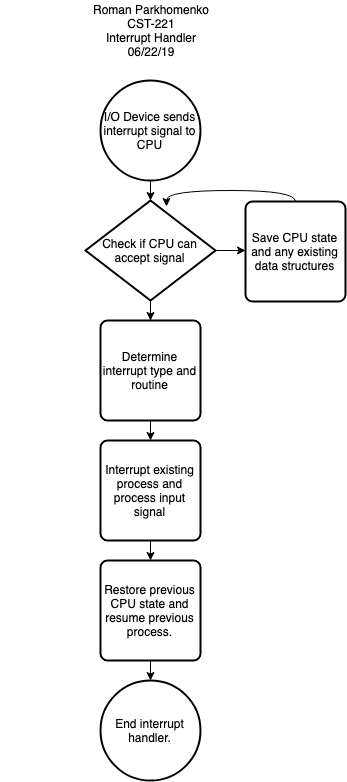 Roman Parkhomenko
CST-221
Interrupt Handler
06/22/19
I/O Device sends
interrupt signal to
CPU
Check if CPU can
accept signal
Save CPU state
and any existing
data structures
Determine
interrupt type and
routine
Interrupt existing
process and
process input
signal
Restore previous
CPU state and
resume previous
process.
End interrupt
handler.